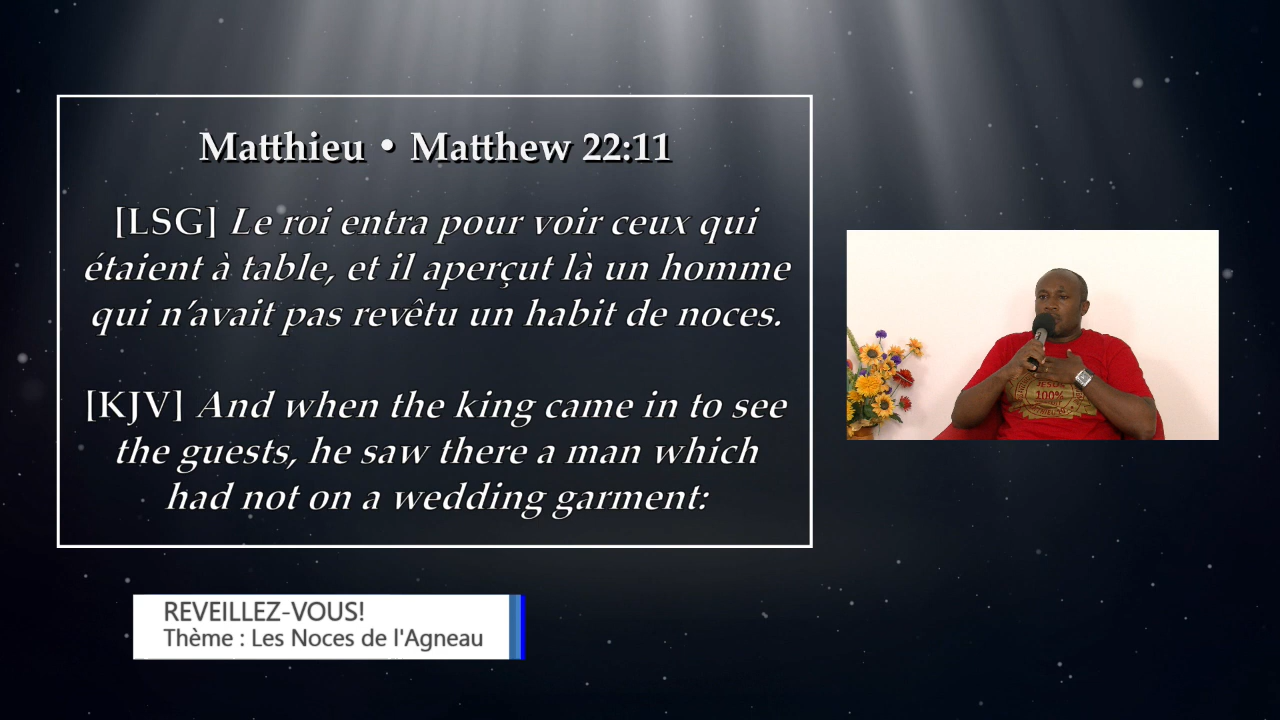 Matthieu • Matthew 22:11
[LSG] Le roi entra pour voir ceux qui
étaient à table, et il aperçut là un homme
qui n’avait pas revêtu un habit de noces.
[KJV] And when the king came in to see
the guests, he saw there a man which
had not on a wedding garment:
JESUS
100%
REVEILLEZ-VOUS!
Thème : Les Noces de l'Agneau